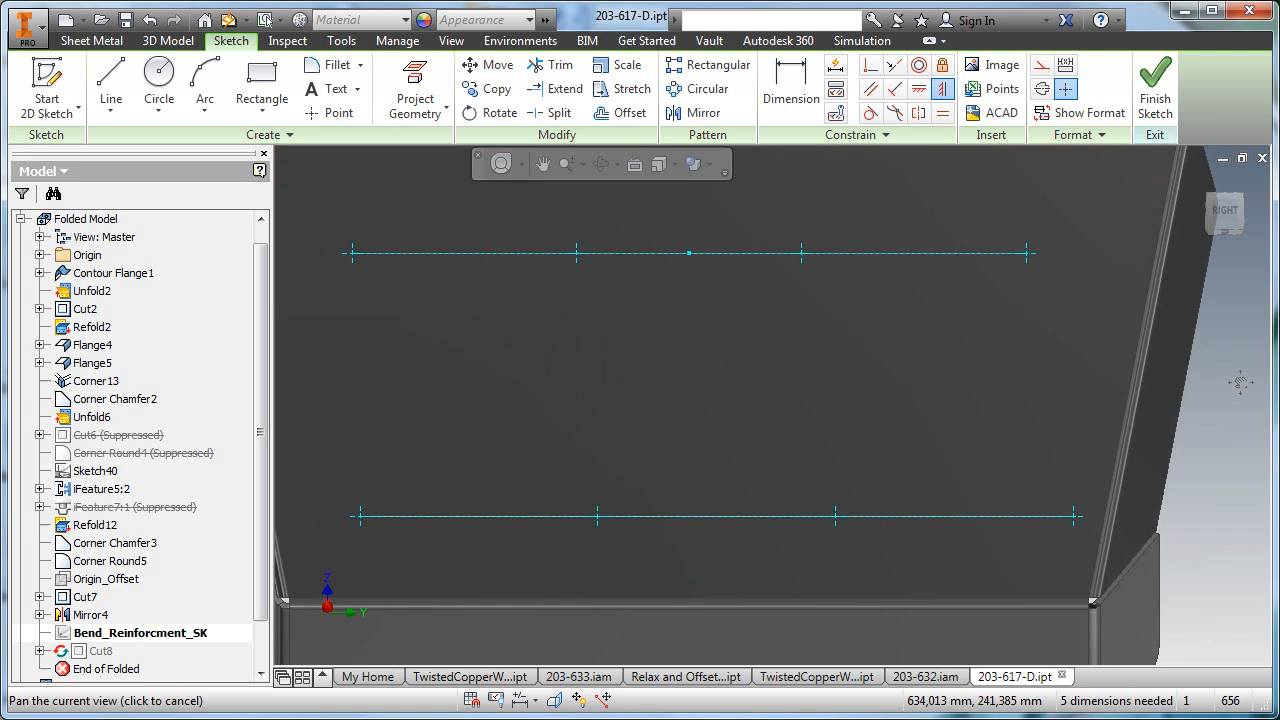 Material
Appearance
203-617-D.ipt
Sign In
PRO
Sheet Metal
3D Model
Sketch
Inspect
Tools
Manage
View
Environments
BIM
Get Started
Vault
Autodesk 360
Simulation
Start
2D Sketch
Line
Circle
Arc
Rectangle
Fillet
Text
Point
Project
Geometry
Move
Copy
Rotate
Trim
Extend
Split
Scale
Stretch
Offset
Rectangular
Circular
Mirror
Dimension
Image
Points
ACAD
Show Format
Finish
Sketch
Sketch
Create
Modify
Pattern
Constrain
Insert
Format
Exit
Model
Folded Model
View: Master
Origin
Contour Flange1
Unfold2
Cut2
Refold2
Flange4
Flange5
Corner13
Corner Chamfer2
Unfold6
Cut6 (Suppressed)
Corner Round4 (Suppressed)
Sketch40
iFeature5:2
iFeature7:1 (Suppressed)
Refold12
Corner Chamfer3
Corner Round5
Origin_Offset
Cut7
Mirror4
Bend_Reinforcment_SK
Cut8
End of Folded
RIGHT
Z
Y
My Home
TwistedCopperW...ipt
203-633.iam
Relax and Offset...ipt
TwistedCopperW...ipt
203-632.iam
203-617-D.ipt
Pan the current view (click to cancel)
634,013 mm, 241,385 mm
5 dimensions needed
1
656